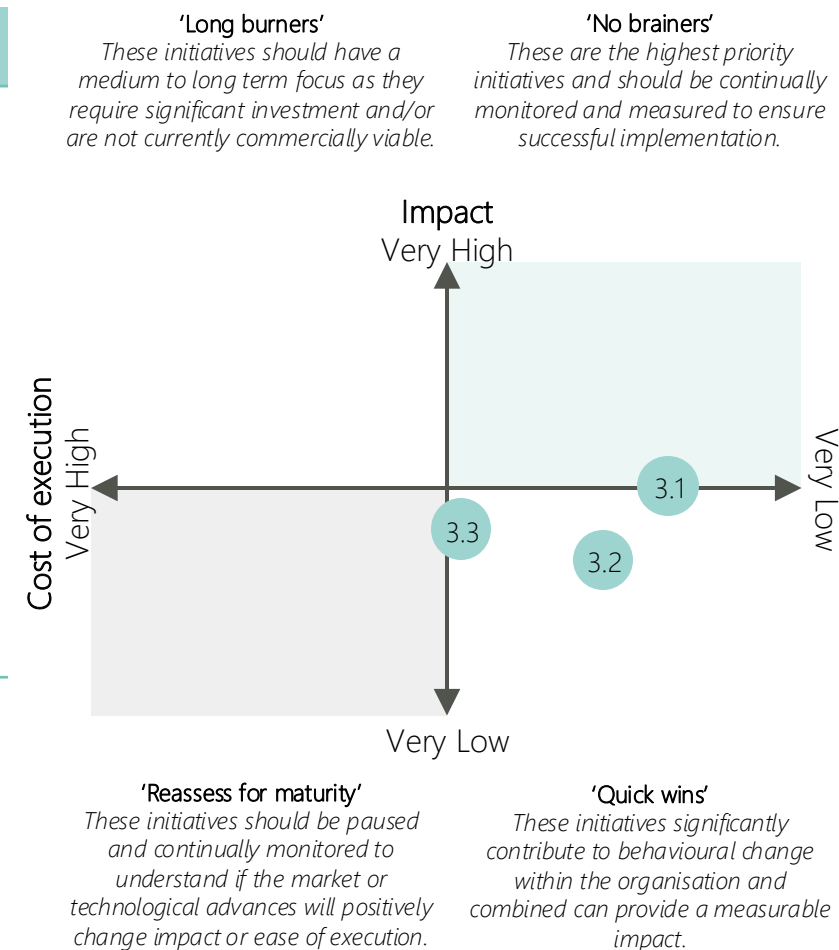 ‘Long burners’
These initiatives should have a
medium to long term focus as they
require significant investment and/or
are not currently commercially viable.
‘No brainers’
These are the highest priority
initiatives and should be continually
monitored and measured to ensure
successful implementation.
Impact
Very High
Cost of execution
Very High
Very Low
3.1
3.3
3.2
Very Low
‘Reassess for maturity’
These initiatives should be paused
and continually monitored to
understand if the market or
technological advances will positively
change impact or ease of execution.
‘Quick wins’
These initiatives significantly
contribute to behavioural change
within the organisation and
combined can provide a measurable
impact.